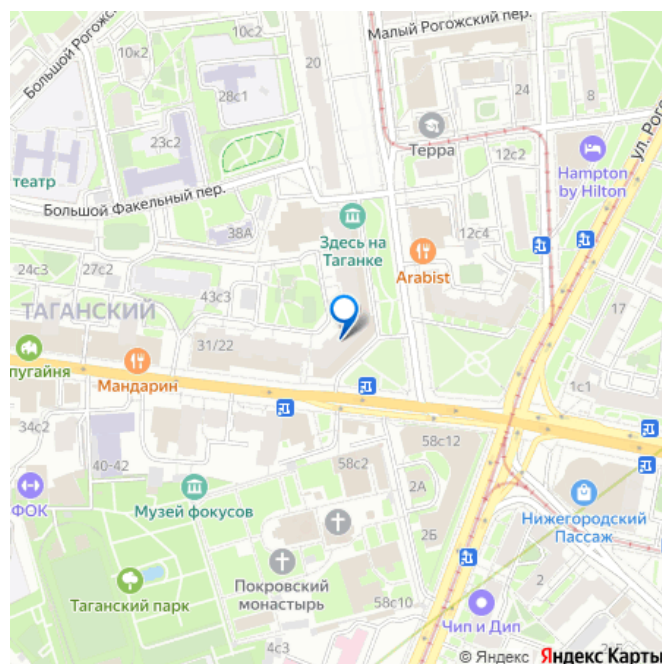 10с2
Малый Рогожский пер.
10к2
Большой Рогожский пер.
20
28с1
24
8
ул. Рог
23с2
Терра
12с2
Hampton
by Hilton
театр
Большой Факельный пер.
38А
Здесь на
Таганке
12с4
Arabist
24с3
27с2
43с3
ТАГАНСКИЙ
17
31/22
пугайня
Мандарин
1с1
34с2
40-42
58с12
58с2
2А
ФОК
Музей фокусов
Нижегородский
Пассаж
2Б
Покровский
монастырь
2
Таганский парк
58с10
Чип и Дип
4с3
© Яндекс Яндекс Карты